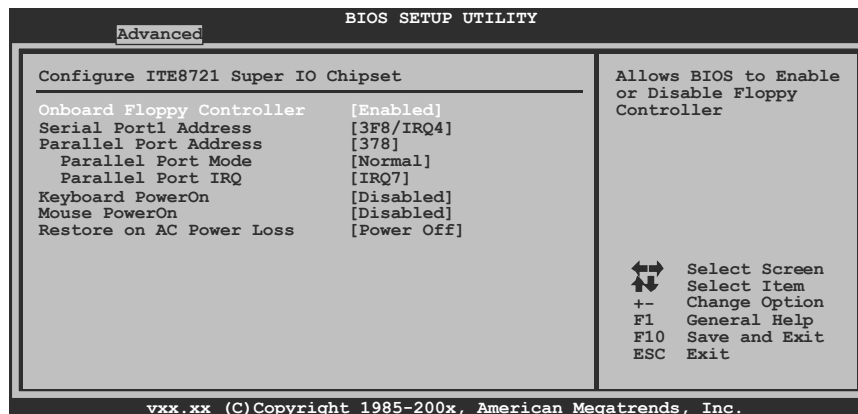 BIOS SETUP UTILITY
Advanced
Configure ITE8721 Super IO Chipset
Onboard Floppy Controller [Enabled]
Serial Port1 Address [3F8/IRQ4]
Parallel Port Address [378]
Parallel Port Mode [Normal]
Parallel Port IRQ [IRQ7]
Keyboard PowerOn [Disabled]
Mouse PowerOn [Disabled]
Restore on AC Power Loss [Power Off]
Allows BIOS to Enable
or Disable Floppy
Controller
Select Screen
Select Item
+- Change Option
F1 General Help
F10 Save and Exit
ESC Exit
vxx.xx (C)Copyright 1985-200x, American Megatrends, Inc.